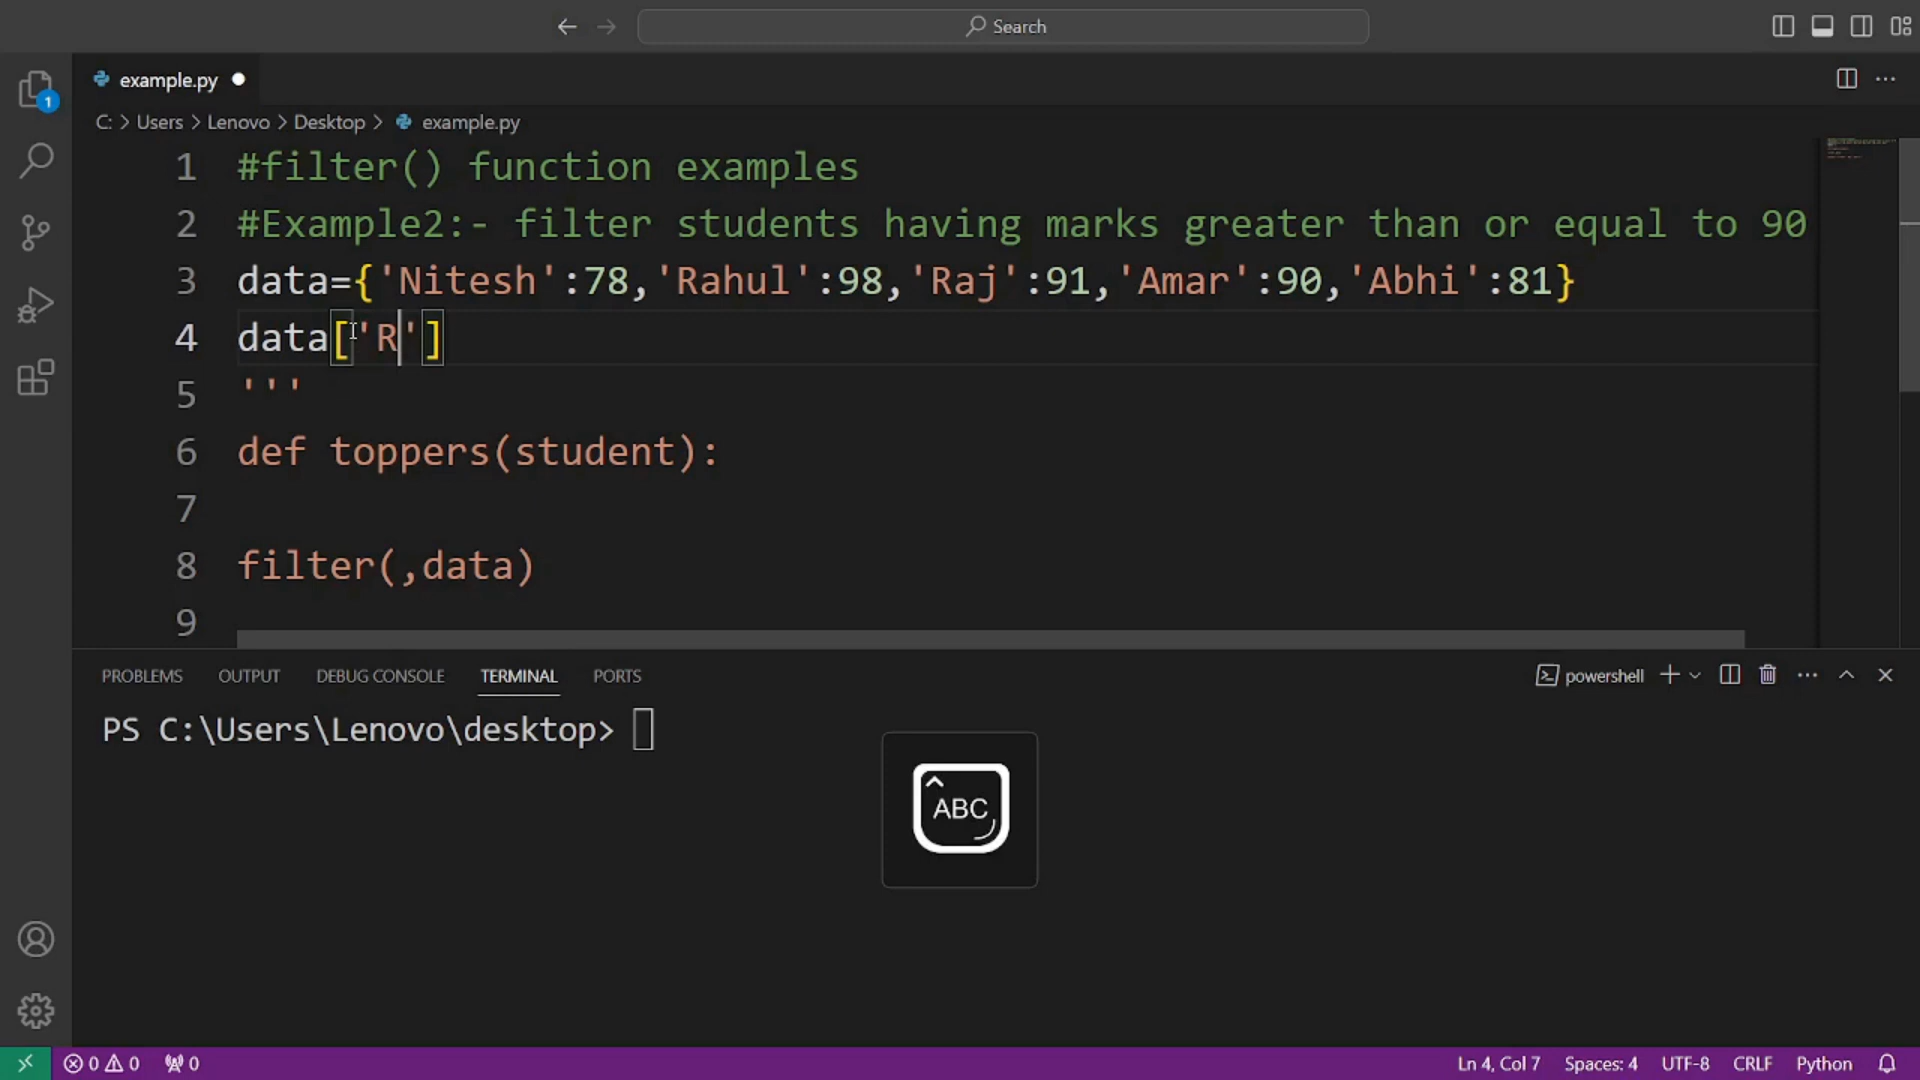 Search
example.py
C: > Users > Lenovo > Desktop > example.py
1 #filter() function examples
2 #Example2:- filter students having marks greater than or equal to 90
3 data={'Nitesh':78,'Rahul':98,'Raj':91,'Amar':90,'Abhi':81}
4 data['R']
5 '''
6 def toppers(student):
7
8 filter(,data)
9
1
PROBLEMS OUTPUT DEBUG CONSOLE TERMINAL PORTS
powershell
PS C:\Users\Lenovo\desktop>
ABC
0 0 0
Ln 4, Col 7 Spaces: 4 UTF-8 CRLF Python